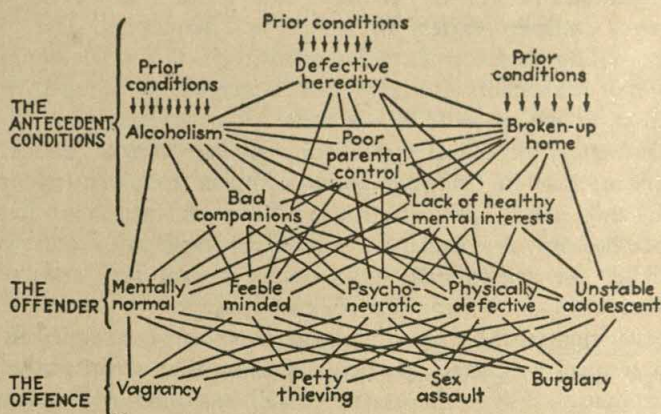 Prior conditions
Prior
conditions
Defective
heredity
Prior
conditions
THE
ANTECEDENT
CONDITIONS
Alcoholism
Poor
parental
control
Broken-up
home
Bad
companions
Lack of healthy
mental interests
THE
OFFENDER
Mentally
normal
Feeble
minded
Psycho-
neurotic
Physically
defective
Unstable
adolescent
THE
OFFENCE
Vagrancy
Petty
thieving
Sex
assault
Burglary